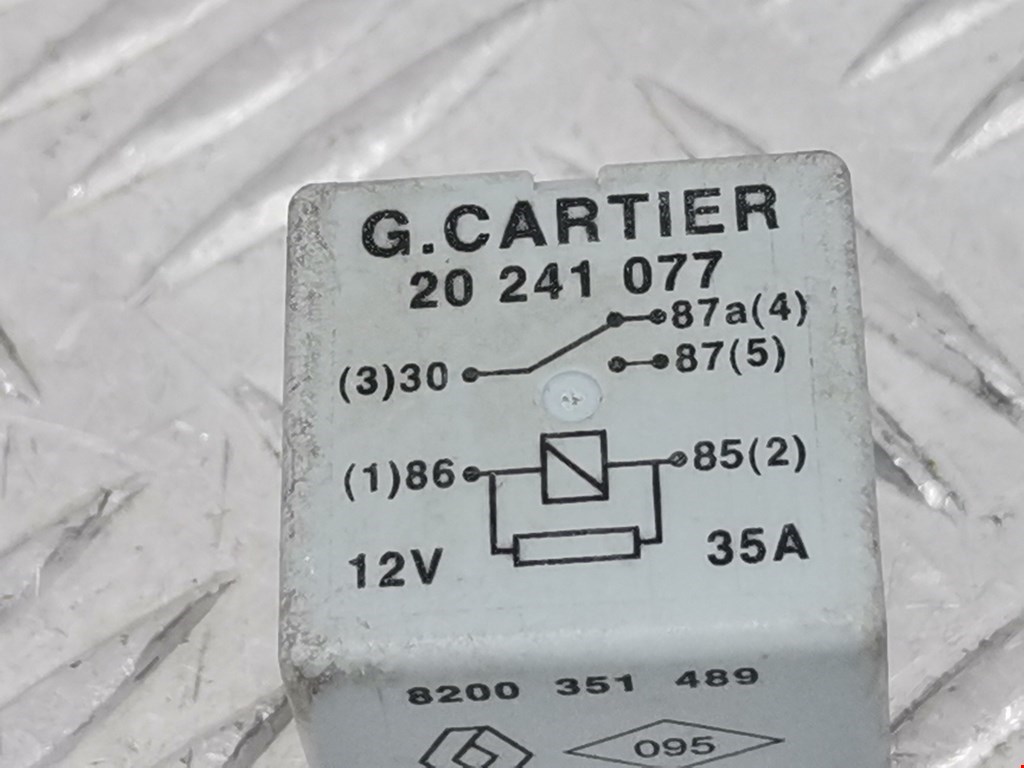 G.CARTIER
20 241 077
87a(4)
(3)30 87(5)
(1)86 85(2)
12V 35A
8200 351 489
095